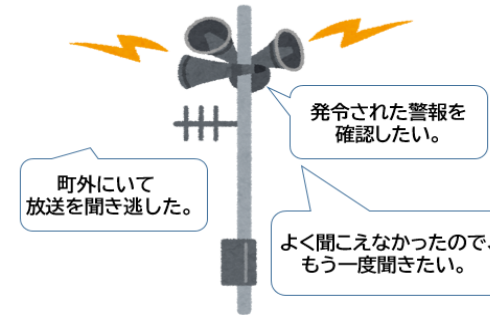 発令された警報を
確認したい。
町外にいて
放送を聞き逃した。
よく聞こえなかったので、
もう一度聞きたい。